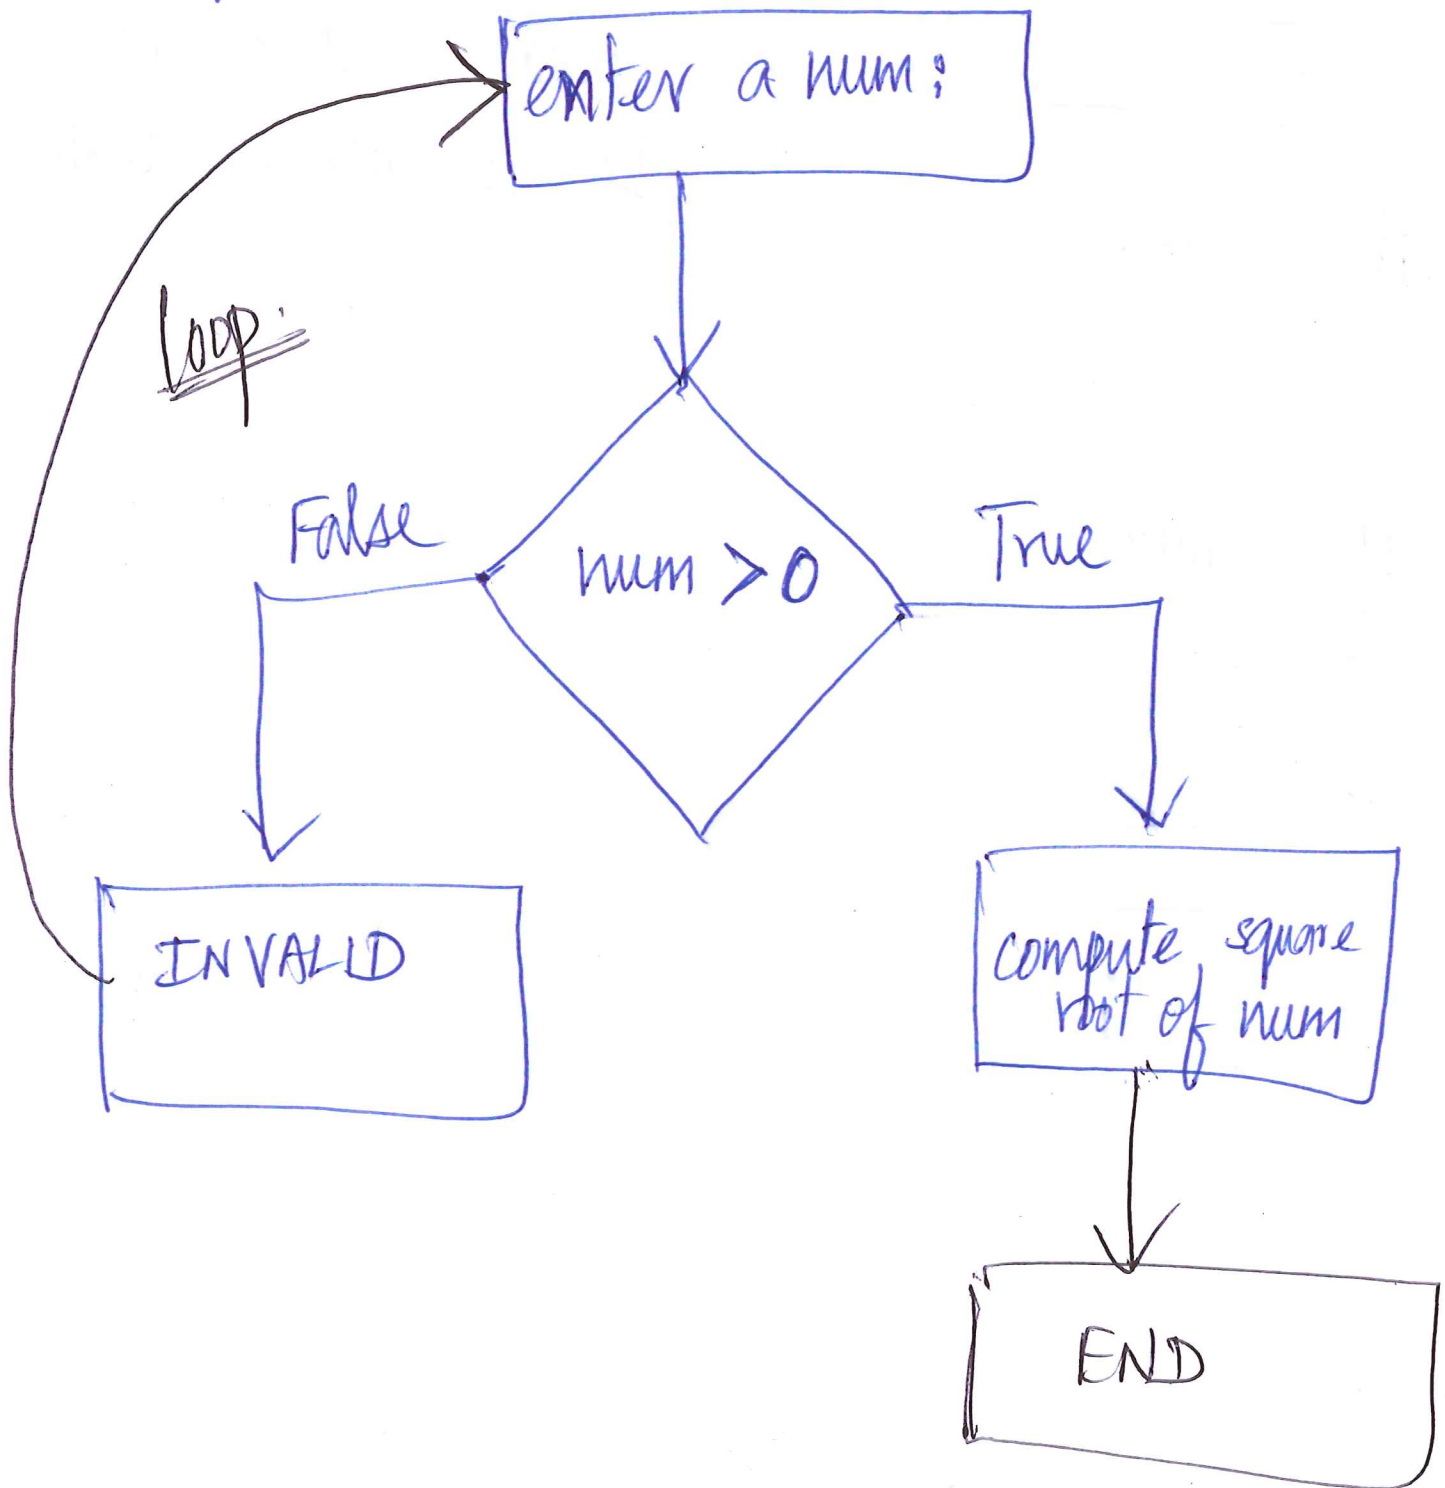 enter a num:
Loop.
False
num > 0
True
INVALID
compute square
root of num
END